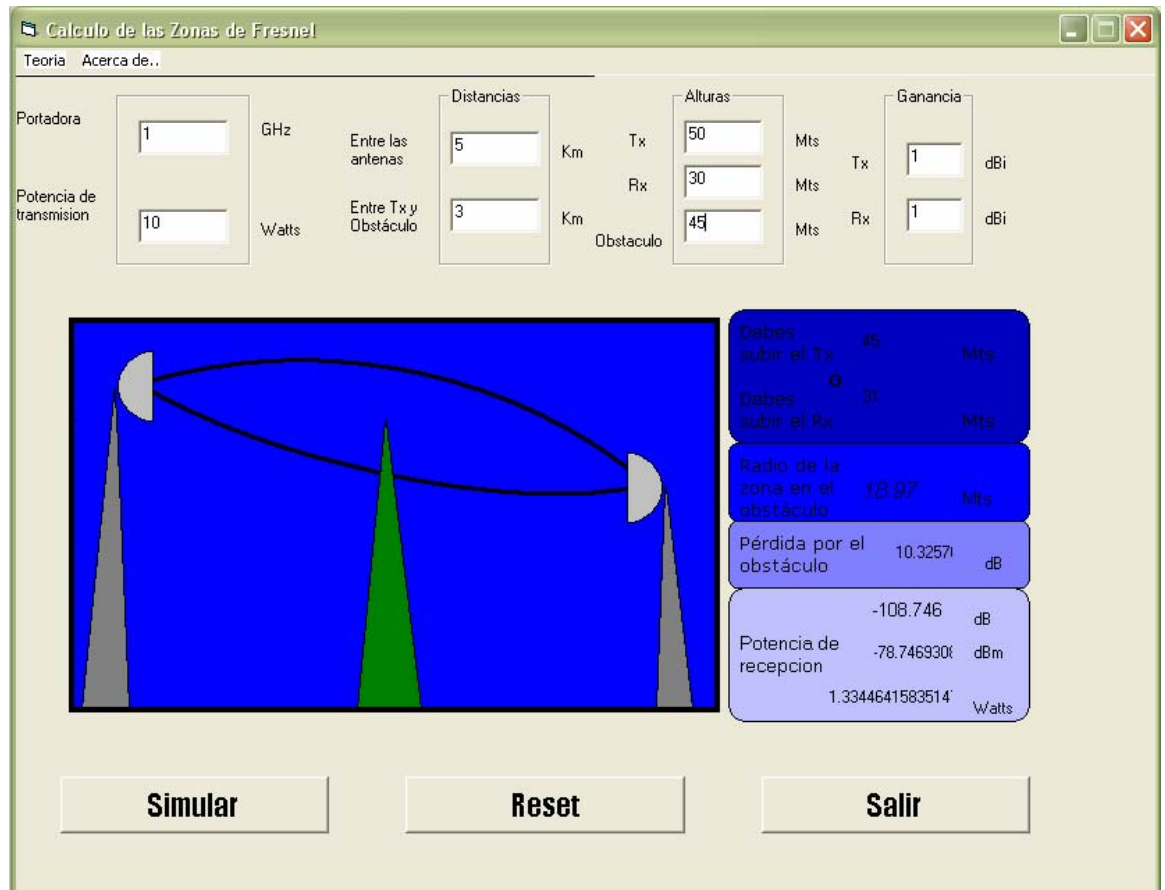 Calculo de las Zonas de Fresnel
Teoria Acerca de..
Distancias
Alturas
Ganancia
Portadora
1
GHz
Potencia de
transmision
10
Watts
Entre las
antenas
5
Km
Entre Tx y
Obstáculo
3
Km
Tx
50
Mts
Rx
30
Mts
Obstaculo
45
Mts
Tx
1
dBi
Rx
1
dBi
Debes
subir el Tx
45
Mts
O
Debes
subir el Rx
31
Mts
Radio de la
zona en el
obstáculo
18.97
Mts
Pérdida por el
obstáculo
10.3257
dB
Potencia de
recepcion
-108.746
dB
-78.746930
dBm
1.3344641583514
Watts
Simular
Reset
Salir